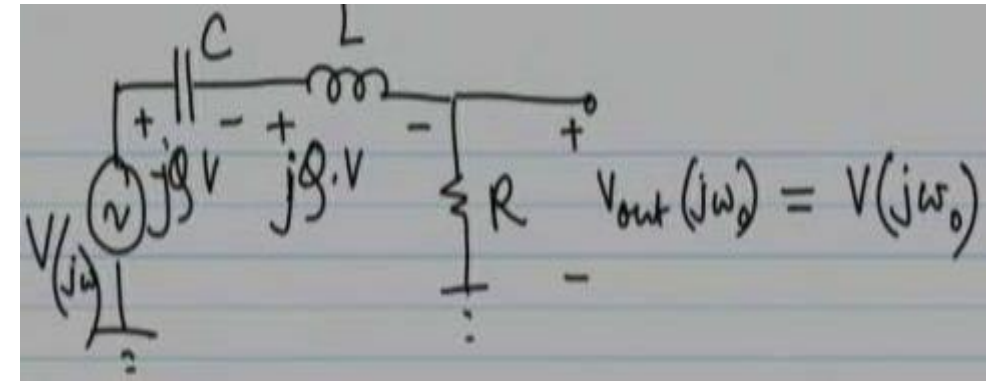 C L
+ - + - +
jQV jQ.V R Vout (jω₀) = V(jω₀)
V(jω)
-